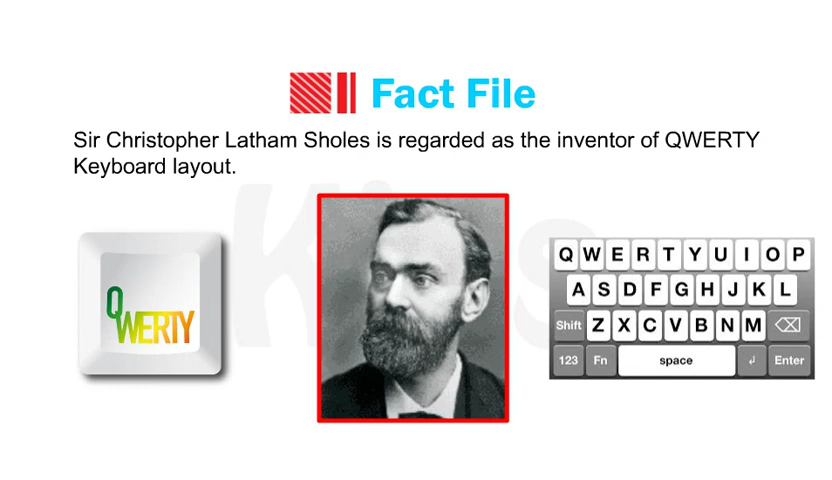 Fact File
Sir Christopher Latham Sholes is regarded as the inventor of QWERTY
Keyboard layout.
QWERTY
Q W E R T Y U I O P
A S D F G H J K L
Shift Z X C V B N M
123 Fn space Enter